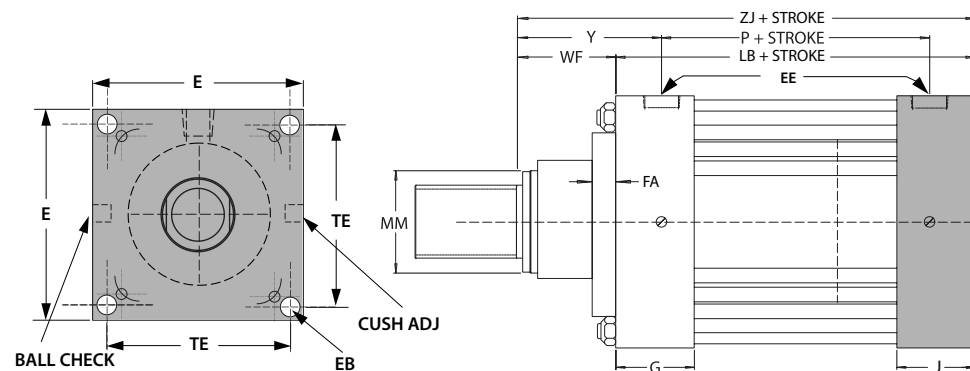 E
E
TE
TE
BALL CHECK
CUSH ADJ
EB
ZJ + STROKE
Y
P + STROKE
WF
LB + STROKE
EE
FA
MM
G
J